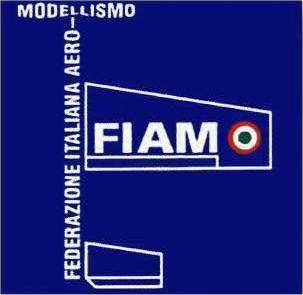 FEDERAZIONE ITALIANA AERO-
MODELLISMO
FIAM